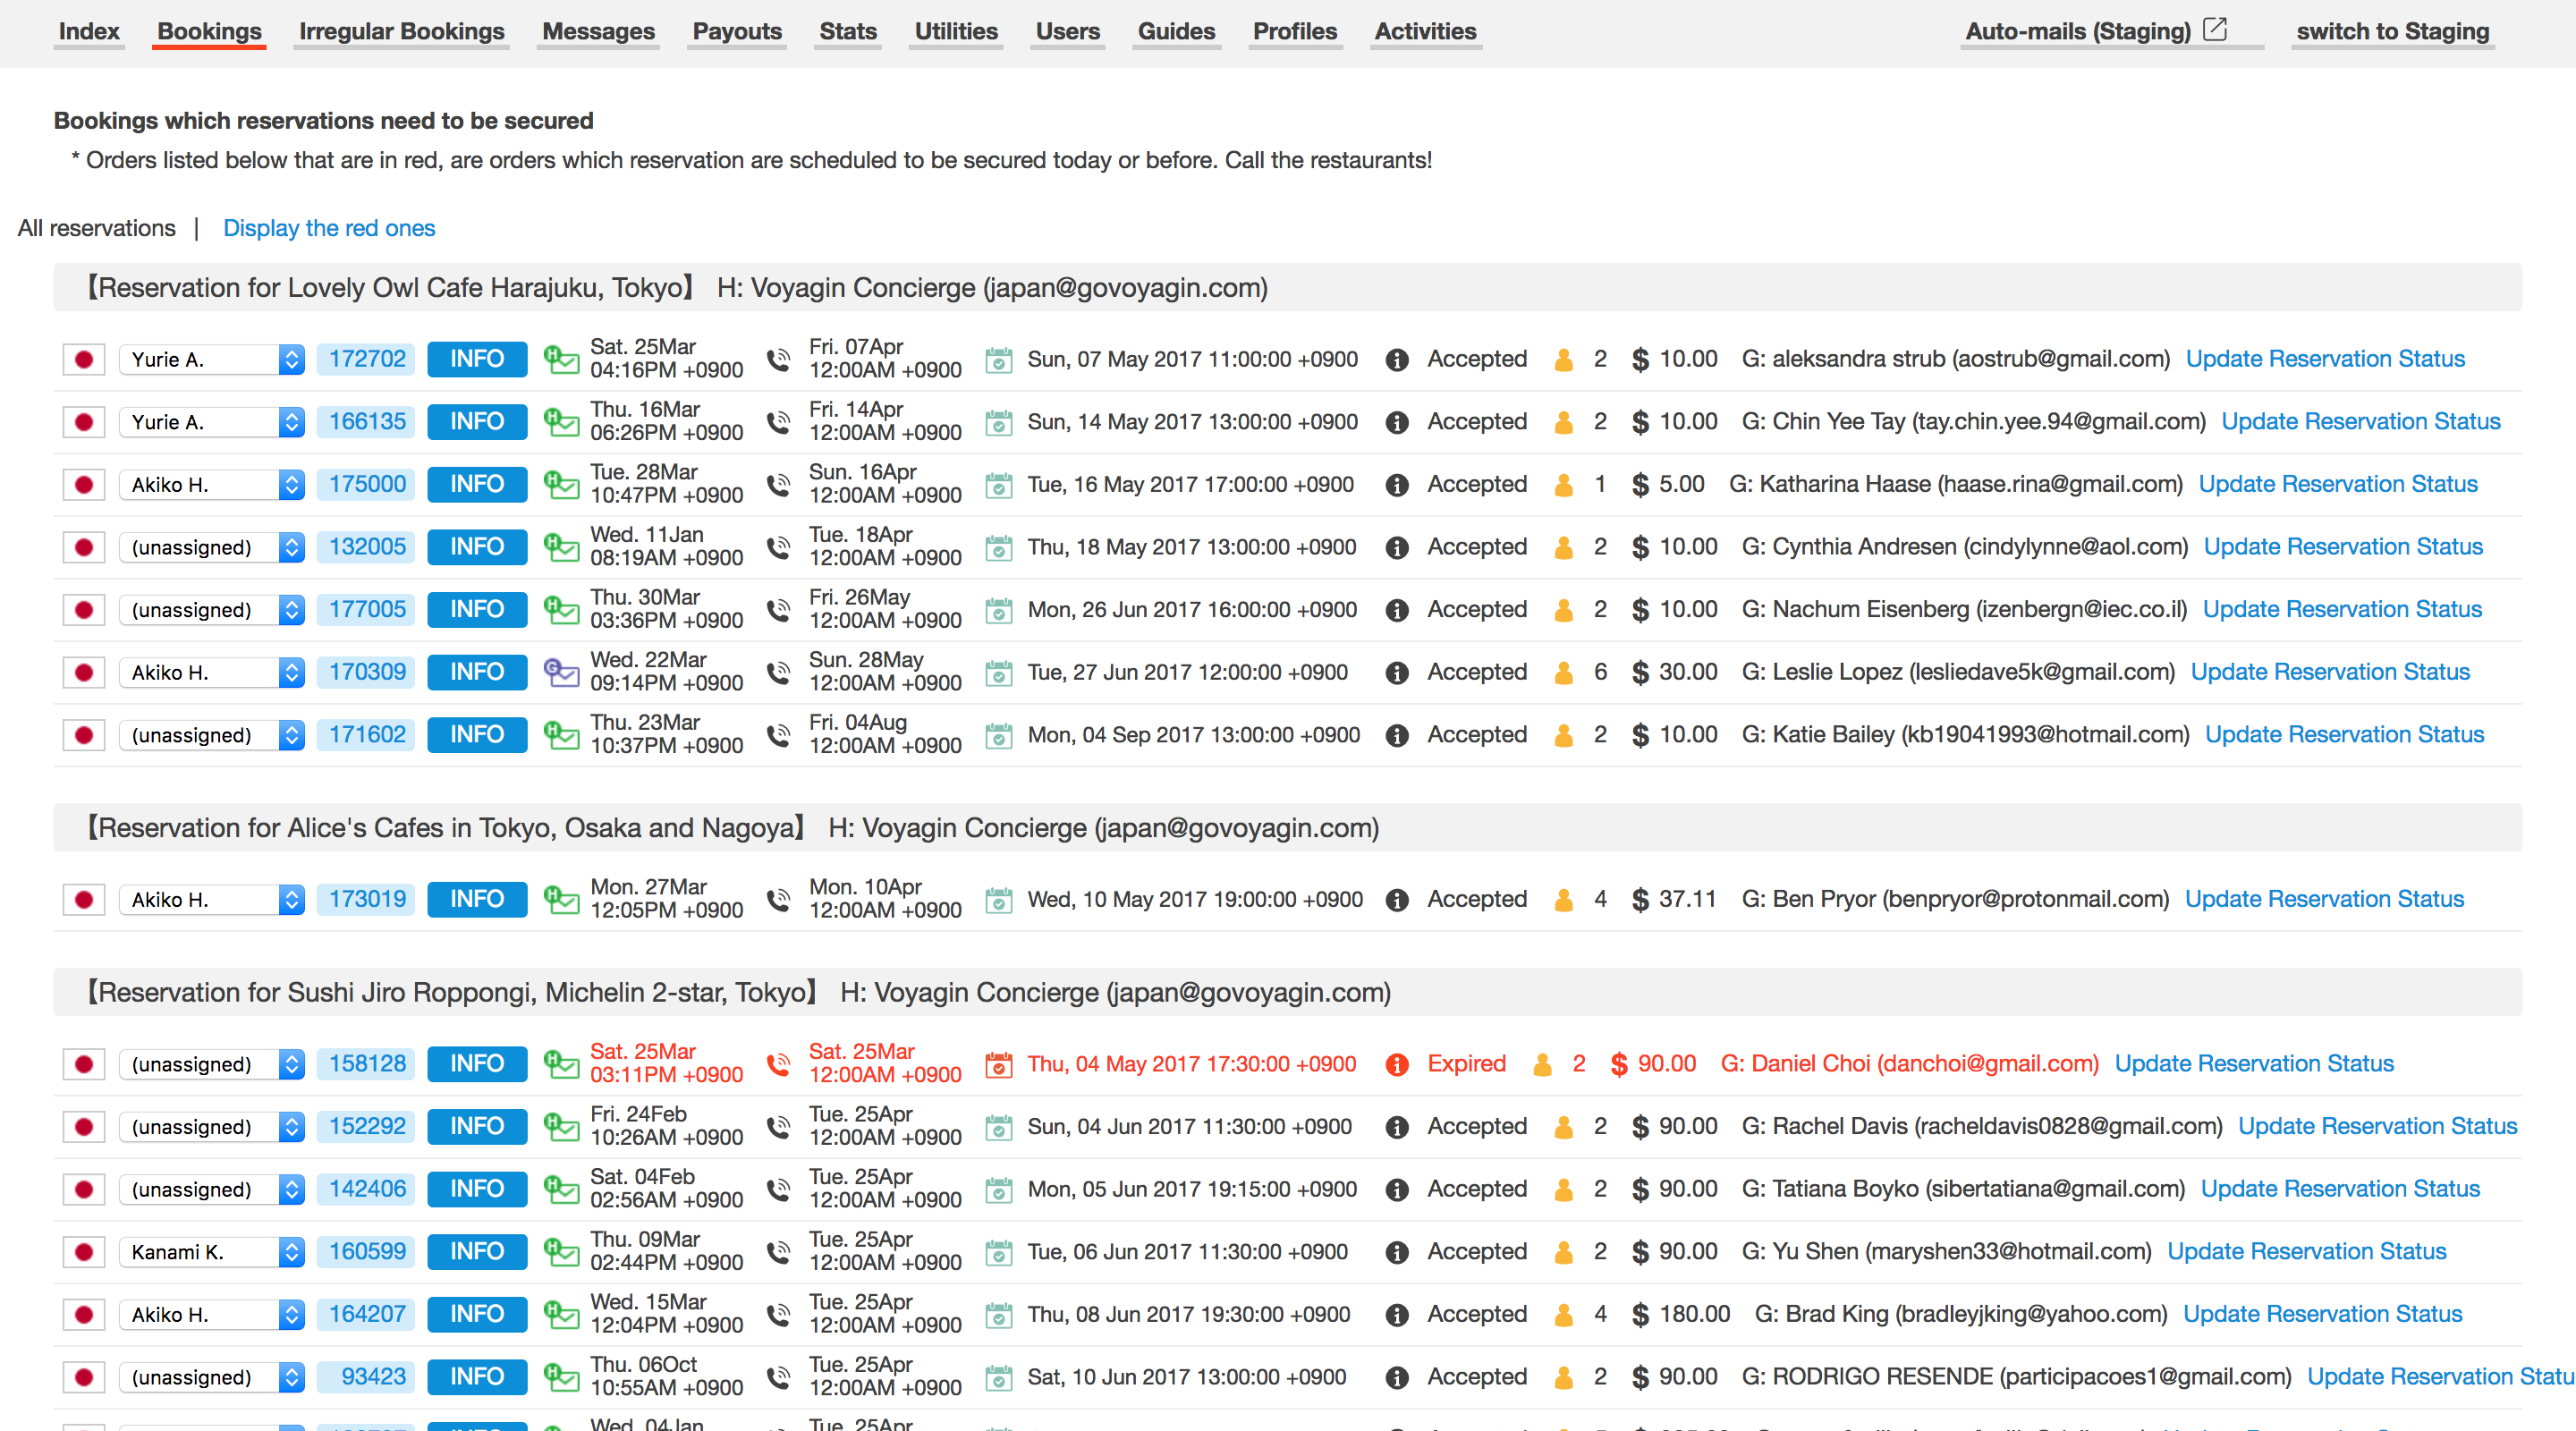 Index Bookings Irregular Bookings Messages Payouts Stats Utilities Users Guides Profiles Activities Auto-mails (Staging) switch to Staging
Bookings which reservations need to be secured
* Orders listed below that are in red, are orders which reservation are scheduled to be secured today or before. Call the restaurants!
All reservations | Display the red ones
【Reservation for Lovely Owl Cafe Harajuku, Tokyo】 H: Voyagin Concierge (japan@govoyagin.com)
Yurie A. 172702 INFO H Sat. 25Mar 04:16PM +0900 Fri. 07Apr 12:00AM +0900 Sun, 07 May 2017 11:00:00 +0900 Accepted 2 $ 10.00 G: aleksandra strub (aostrub@gmail.com) Update Reservation Status
Yurie A. 166135 INFO H Thu. 16Mar 06:26PM +0900 Fri. 14Apr 12:00AM +0900 Sun, 14 May 2017 13:00:00 +0900 Accepted 2 $ 10.00 G: Chin Yee Tay (tay.chin.yee.94@gmail.com) Update Reservation Status
Akiko H. 175000 INFO H Tue. 28Mar 10:47PM +0900 Sun. 16Apr 12:00AM +0900 Tue, 16 May 2017 17:00:00 +0900 Accepted 1 $ 5.00 G: Katharina Haase (haase.rina@gmail.com) Update Reservation Status
(unassigned) 132005 INFO H Wed. 11Jan 08:19AM +0900 Tue. 18Apr 12:00AM +0900 Thu, 18 May 2017 13:00:00 +0900 Accepted 2 $ 10.00 G: Cynthia Andresen (cindylynne@aol.com) Update Reservation Status
(unassigned) 177005 INFO H Thu. 30Mar 03:36PM +0900 Fri. 26May 12:00AM +0900 Mon, 26 Jun 2017 16:00:00 +0900 Accepted 2 $ 10.00 G: Nachum Eisenberg (izenbergn@iec.co.il) Update Reservation Status
Akiko H. 170309 INFO G Wed. 22Mar 09:14PM +0900 Sun. 28May 12:00AM +0900 Tue, 27 Jun 2017 12:00:00 +0900 Accepted 6 $ 30.00 G: Leslie Lopez (lesliedave5k@gmail.com) Update Reservation Status
(unassigned) 171602 INFO H Thu. 23Mar 10:37PM +0900 Fri. 04Aug 12:00AM +0900 Mon, 04 Sep 2017 13:00:00 +0900 Accepted 2 $ 10.00 G: Katie Bailey (kb19041993@hotmail.com) Update Reservation Status
【Reservation for Alice's Cafes in Tokyo, Osaka and Nagoya】 H: Voyagin Concierge (japan@govoyagin.com)
Akiko H. 173019 INFO H Mon. 27Mar 12:05PM +0900 Mon. 10Apr 12:00AM +0900 Wed, 10 May 2017 19:00:00 +0900 Accepted 4 $ 37.11 G: Ben Pryor (benpryor@protonmail.com) Update Reservation Status
【Reservation for Sushi Jiro Roppongi, Michelin 2-star, Tokyo】 H: Voyagin Concierge (japan@govoyagin.com)
(unassigned) 158128 INFO H Sat. 25Mar 03:11PM +0900 Sat. 25Mar 12:00AM +0900 Thu, 04 May 2017 17:30:00 +0900 Expired 2 $ 90.00 G: Daniel Choi (danchoi@gmail.com) Update Reservation Status
(unassigned) 152292 INFO H Fri. 24Feb 10:26AM +0900 Tue. 25Apr 12:00AM +0900 Sun, 04 Jun 2017 11:30:00 +0900 Accepted 2 $ 90.00 G: Rachel Davis (racheldavis0828@gmail.com) Update Reservation Status
(unassigned) 142406 INFO H Sat. 04Feb 02:56AM +0900 Tue. 25Apr 12:00AM +0900 Mon, 05 Jun 2017 19:15:00 +0900 Accepted 2 $ 90.00 G: Tatiana Boyko (sibertatiana@gmail.com) Update Reservation Status
Kanami K. 160599 INFO H Thu. 09Mar 02:44PM +0900 Tue. 25Apr 12:00AM +0900 Tue, 06 Jun 2017 11:30:00 +0900 Accepted 2 $ 90.00 G: Yu Shen (maryshen33@hotmail.com) Update Reservation Status
Akiko H. 164207 INFO H Wed. 15Mar 12:04PM +0900 Tue. 25Apr 12:00AM +0900 Thu, 08 Jun 2017 19:30:00 +0900 Accepted 4 $ 180.00 G: Brad King (bradleyjking@yahoo.com) Update Reservation Status
(unassigned) 93423 INFO H Thu. 06Oct 10:55AM +0900 Tue. 25Apr 12:00AM +0900 Sat, 10 Jun 2017 13:00:00 +0900 Accepted 2 $ 90.00 G: RODRIGO RESENDE (participacoes1@gmail.com) Update Reservation Statu
INFO Wed. 04Jan Tue. 25Apr